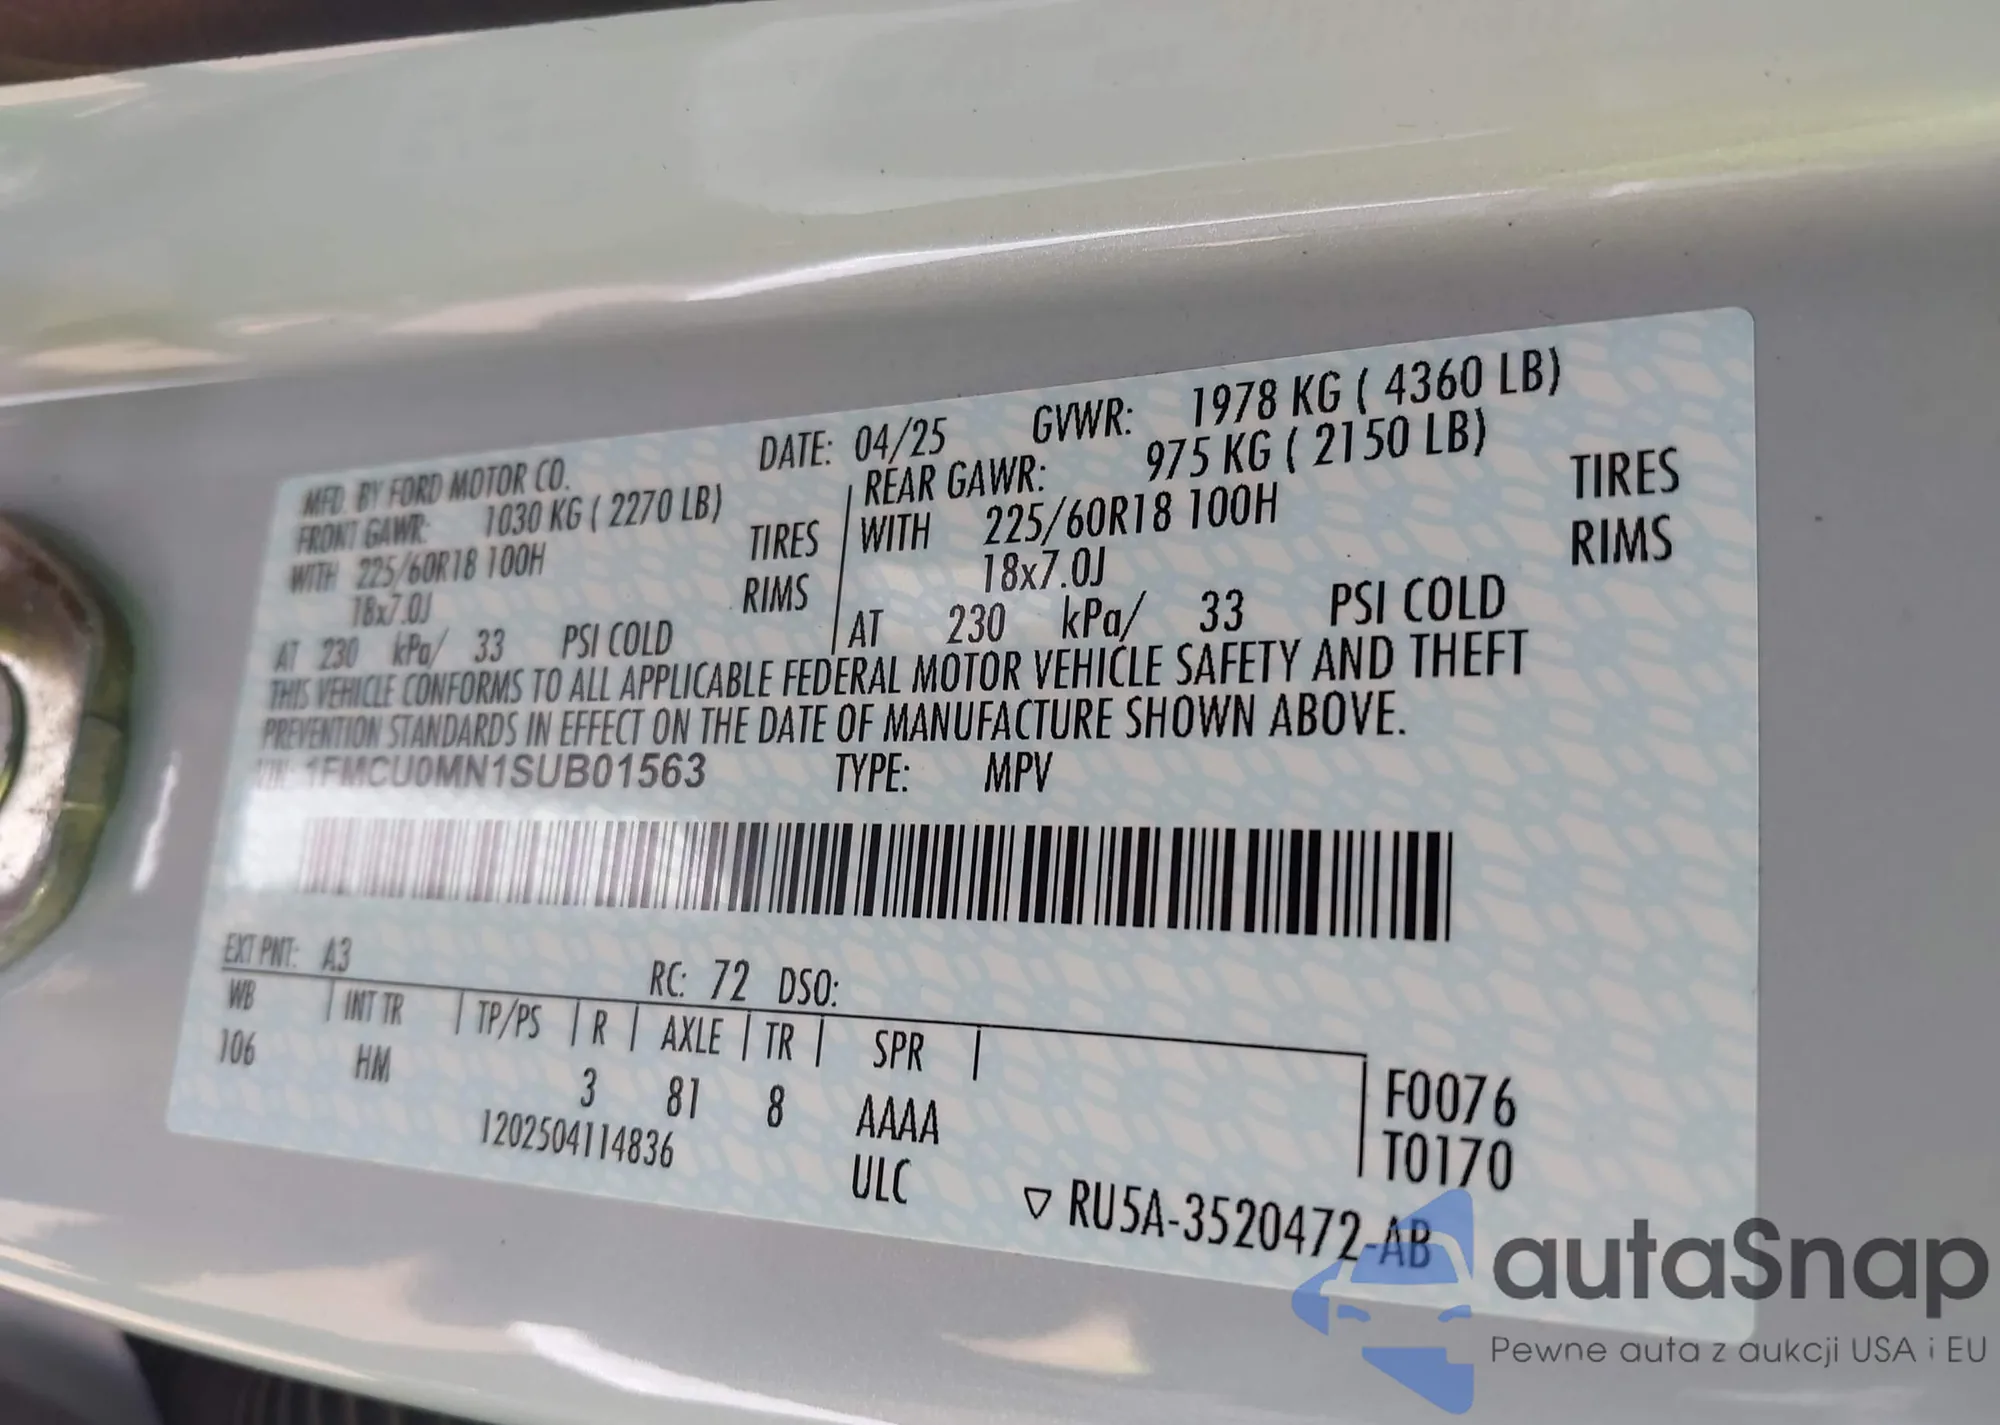 MFD. BY FORD MOTOR CO. DATE: 04/25 GVWR: 1978 KG ( 4360 LB)
FRONT GAWR: 1030 KG ( 2270 LB) REAR GAWR: 975 KG ( 2150 LB)
WITH 225/60R18 100H TIRES WITH 225/60R18 100H TIRES
18x7.0J RIMS 18x7.0J RIMS
AT 230 kPa/ 33 PSI COLD AT 230 kPa/ 33 PSI COLD
THIS VEHICLE CONFORMS TO ALL APPLICABLE FEDERAL MOTOR VEHICLE SAFETY AND THEFT
PREVENTION STANDARDS IN EFFECT ON THE DATE OF MANUFACTURE SHOWN ABOVE.
VIN: 1FMCU0MN1SUB01563 TYPE: MPV
EXT PNT: A3 RC: 72 DSO:
WB INT TR TP/PS R AXLE TR SPR
106 HM 3 81 8 AAAA F0076
1202504114836 ULC T0170
▽ RU5A-3520472-AB
autaSnap
Pewne auta z aukcji USA i EU